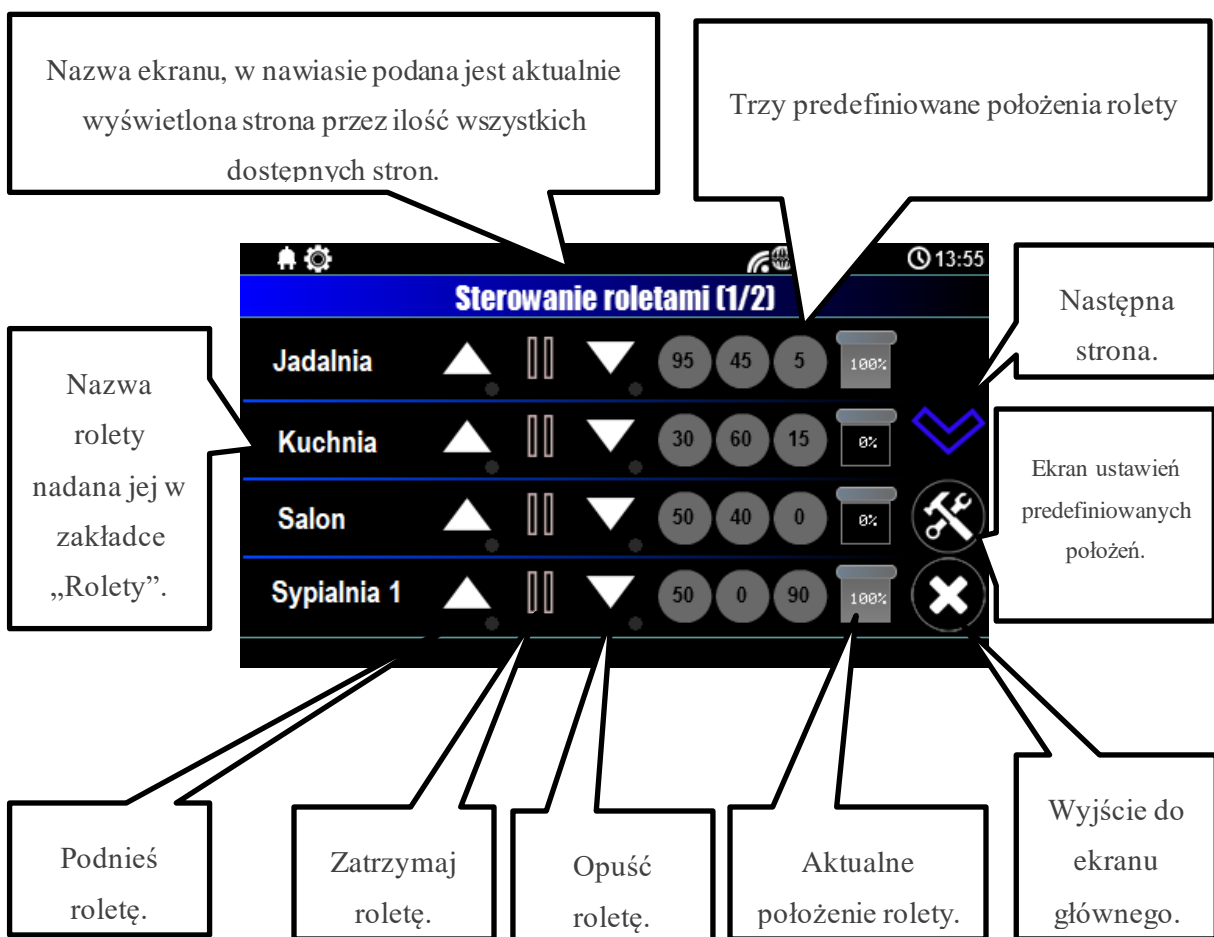 Nazwa ekranu, w nawiasie podana jest aktualnie
wyświetlona strona przez ilość wszystkich
dostępnych stron.
Trzy predefiniowane położenia rolety
13:55
Sterowanie roletami (1/2)
Następna
strona.
Nazwa
rolety
nadana jej w
zakładce
„Rolety”.
Jadalnia 95 45 5 100%
Kuchnia 30 60 15 0%
Salon 50 40 0 0%
Sypialnia 1 50 0 90 100%
Ekran ustawień
predefiniowanych
położeń.
Podnieś
roletę.
Zatrzymaj
roletę.
Opuść
roletę.
Aktualne
położenie rolety.
Wyjście do
ekranu
głównego.